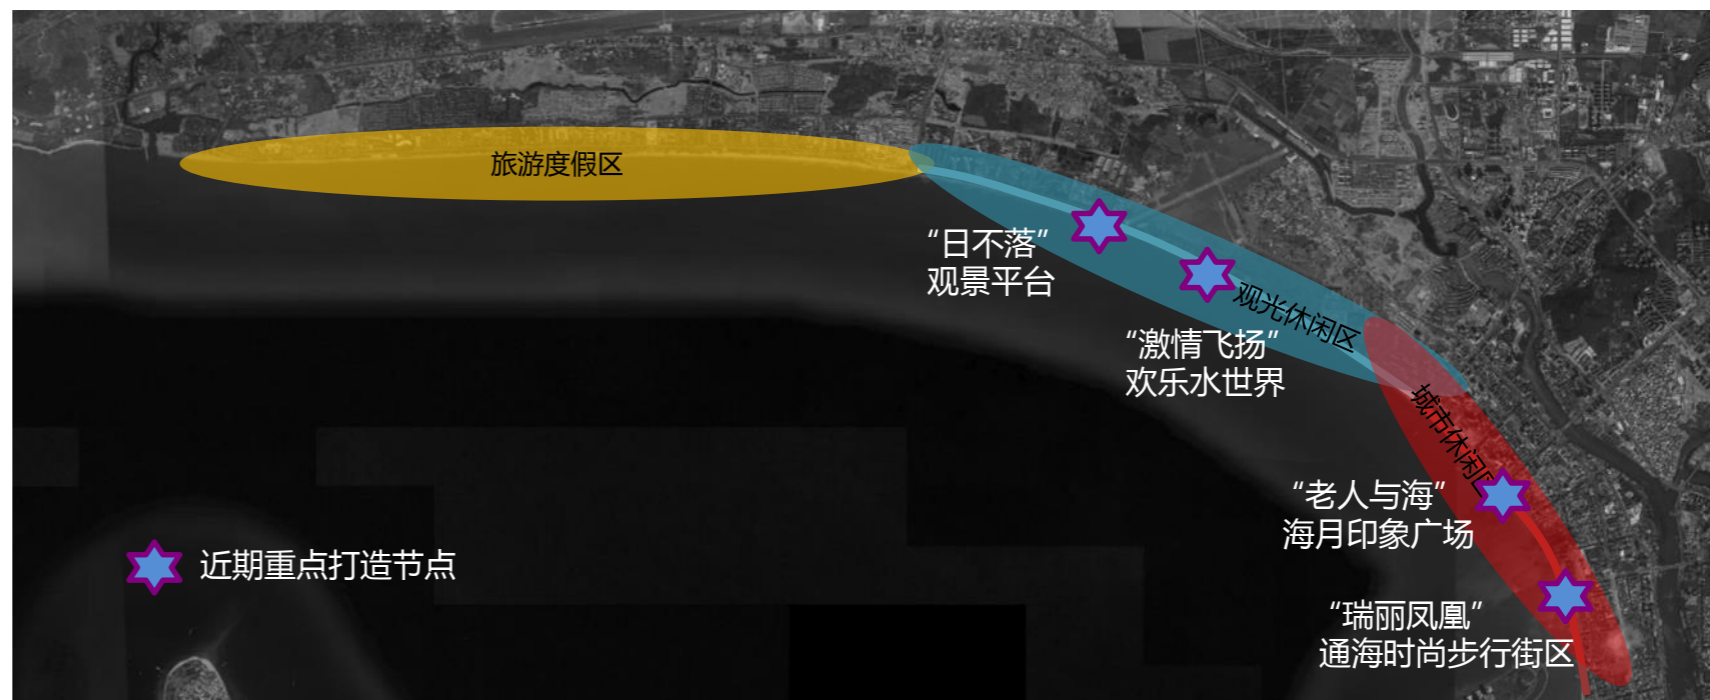 旅游度假区
“日不落”
观景平台
观光休闲区
“激情飞扬”
欢乐水世界
城市休闲区
“老人与海”
海月印象广场
近期重点打造节点
“瑞丽凤凰”
通海时尚步行街区